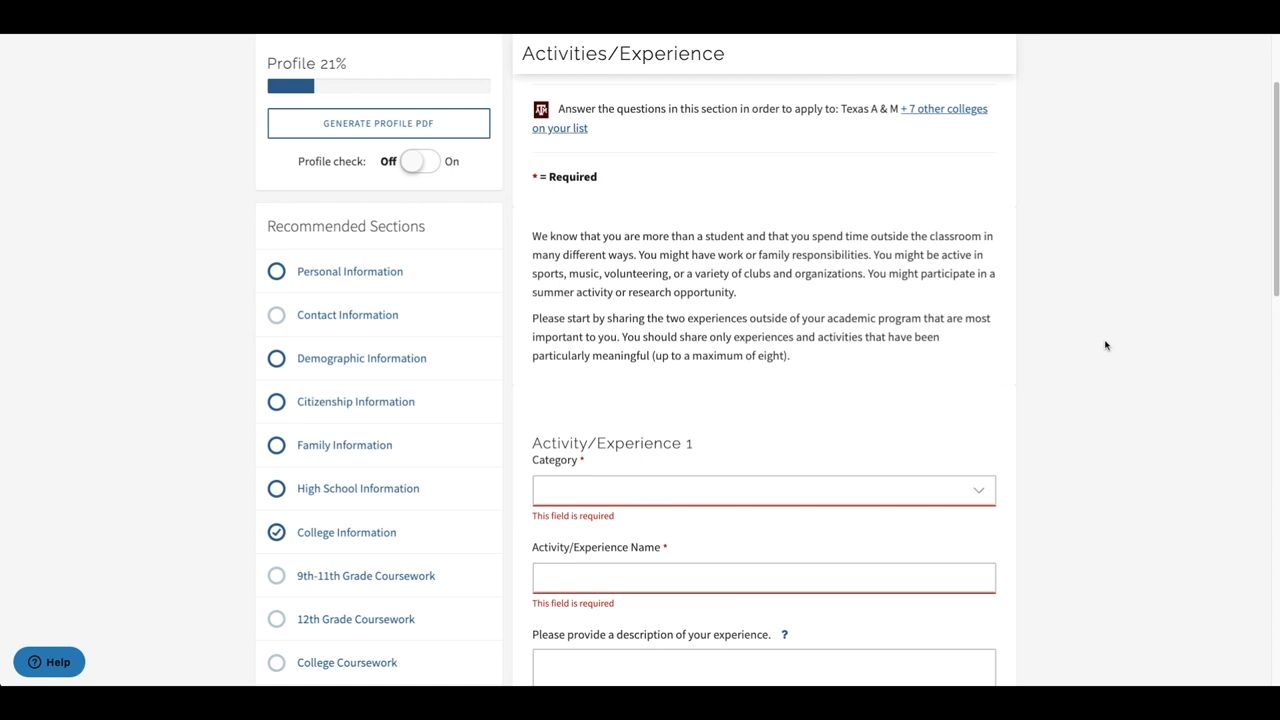 Profile 21%
GENERATE PROFILE PDF
Profile check: Off On
Recommended Sections
Personal Information
Contact Information
Demographic Information
Citizenship Information
Family Information
High School Information
College Information
9th-11th Grade Coursework
12th Grade Coursework
College Coursework
Help
Activities/Experience
ATM Answer the questions in this section in order to apply to: Texas A & M + 7 other colleges
on your list
* = Required
We know that you are more than a student and that you spend time outside the classroom in
many different ways. You might have work or family responsibilities. You might be active in
sports, music, volunteering, or a variety of clubs and organizations. You might participate in a
summer activity or research opportunity.
Please start by sharing the two experiences outside of your academic program that are most
important to you. You should share only experiences and activities that have been
particularly meaningful (up to a maximum of eight).
Activity/Experience 1
Category *
This field is required
Activity/Experience Name *
This field is required
Please provide a description of your experience. ?